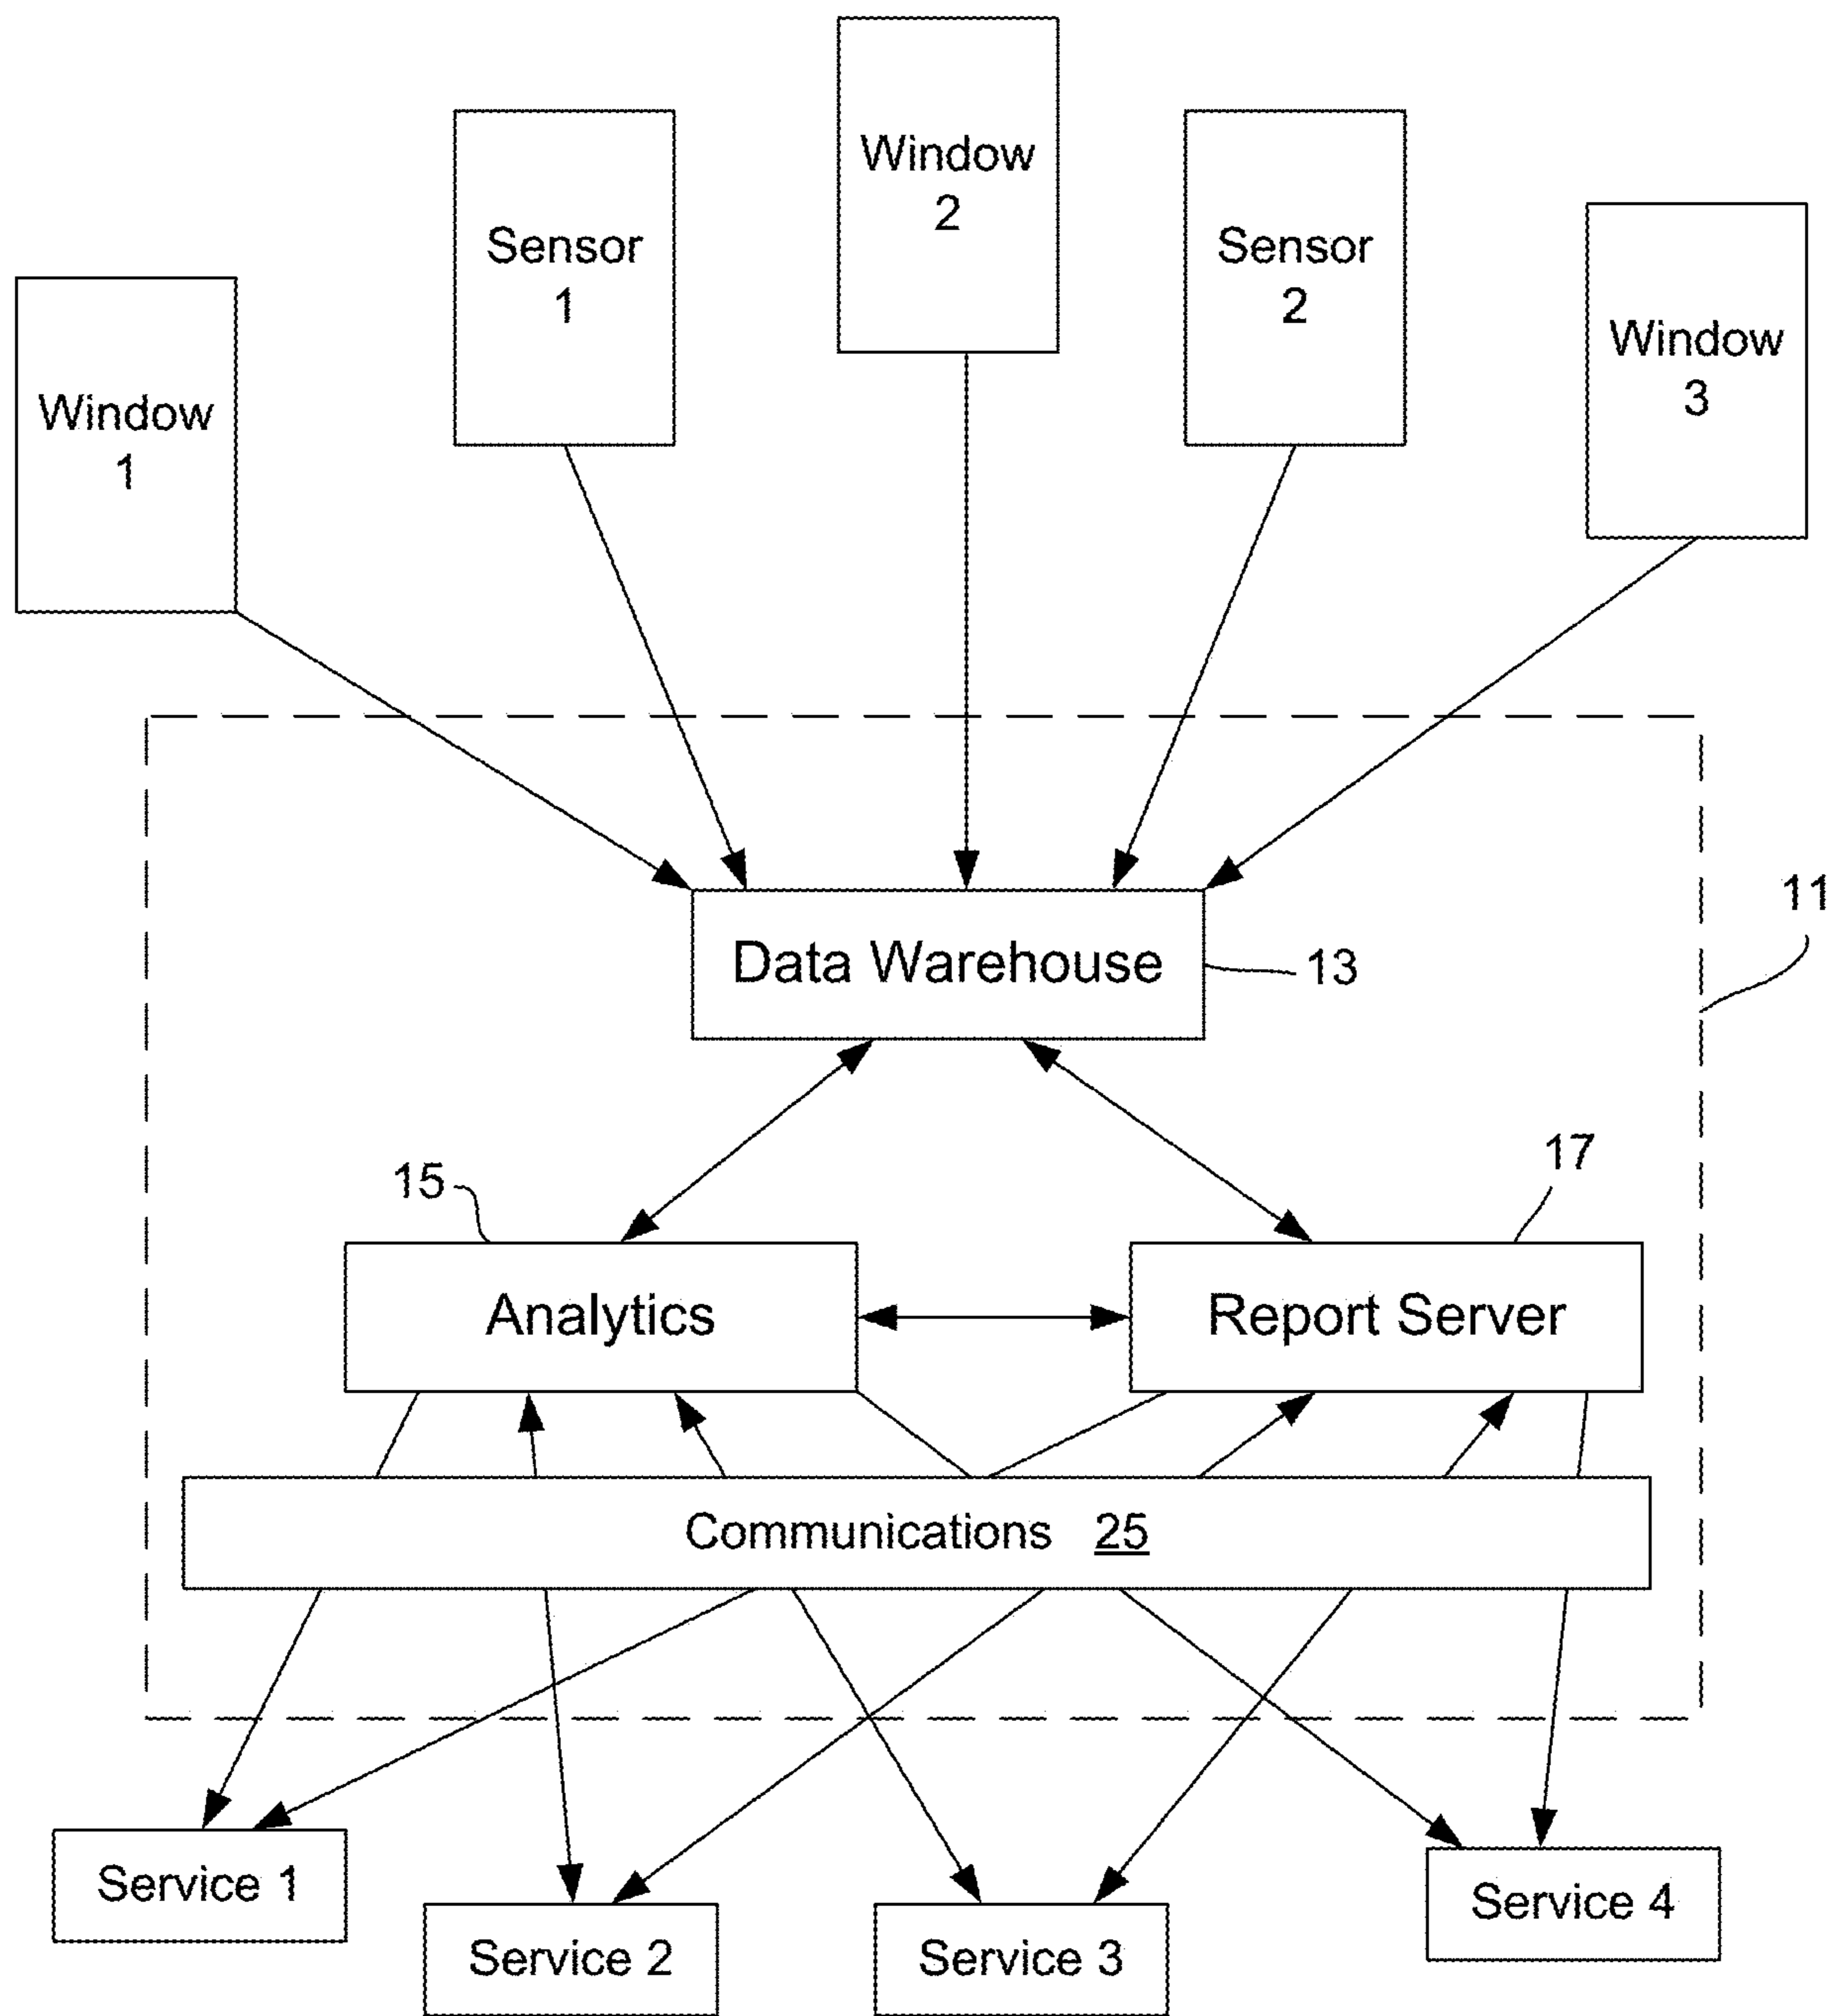 Window
2
Sensor
1
Sensor
2
Window
3
Window
1
11
Data Warehouse
13
15
17
Analytics
Report Server
Communications 25
Service 1
Service 4
Service 2
Service 3